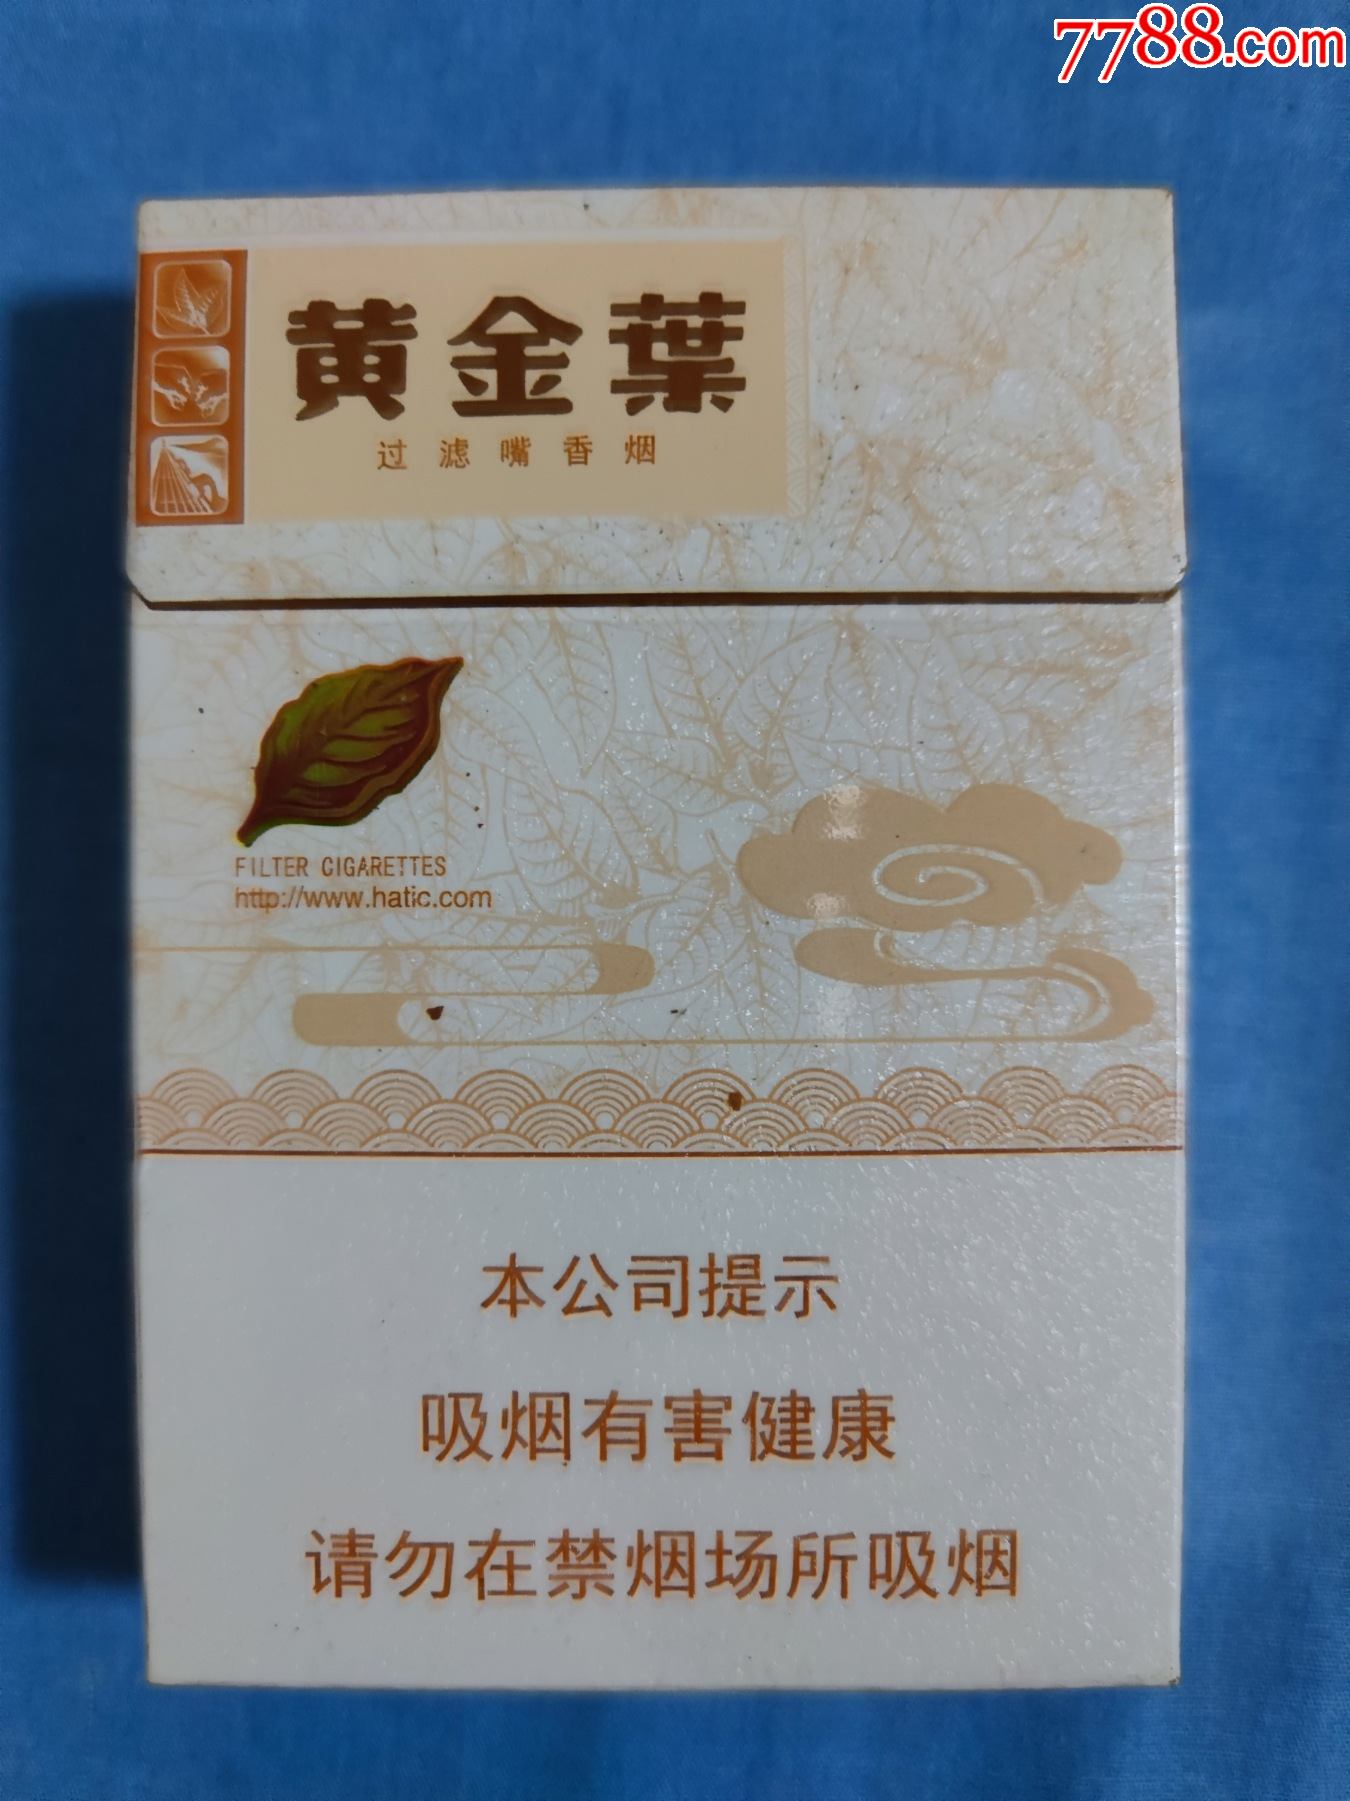 7788.com
黄金葉
过滤嘴香烟
FILTER CIGARETTES
http://www.hatic.com
本公司提示
吸烟有害健康
请勿在禁烟场所吸烟